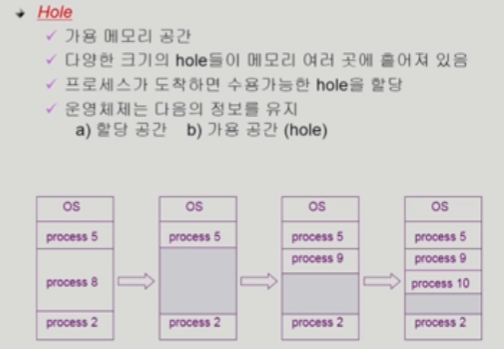 Hole
✓ 가용 메모리 공간
✓ 다양한 크기의 hole들이 메모리 여러 곳에 흩어져 있음
✓ 프로세스가 도착하면 수용가능한 hole을 할당
✓ 운영체제는 다음의 정보를 유지
a) 할당 공간 b) 가용 공간 (hole)
OS
process 5
process 8
process 2
OS
process 5
process 2
OS
process 5
process 9
process 2
OS
process 5
process 9
process 10
process 2